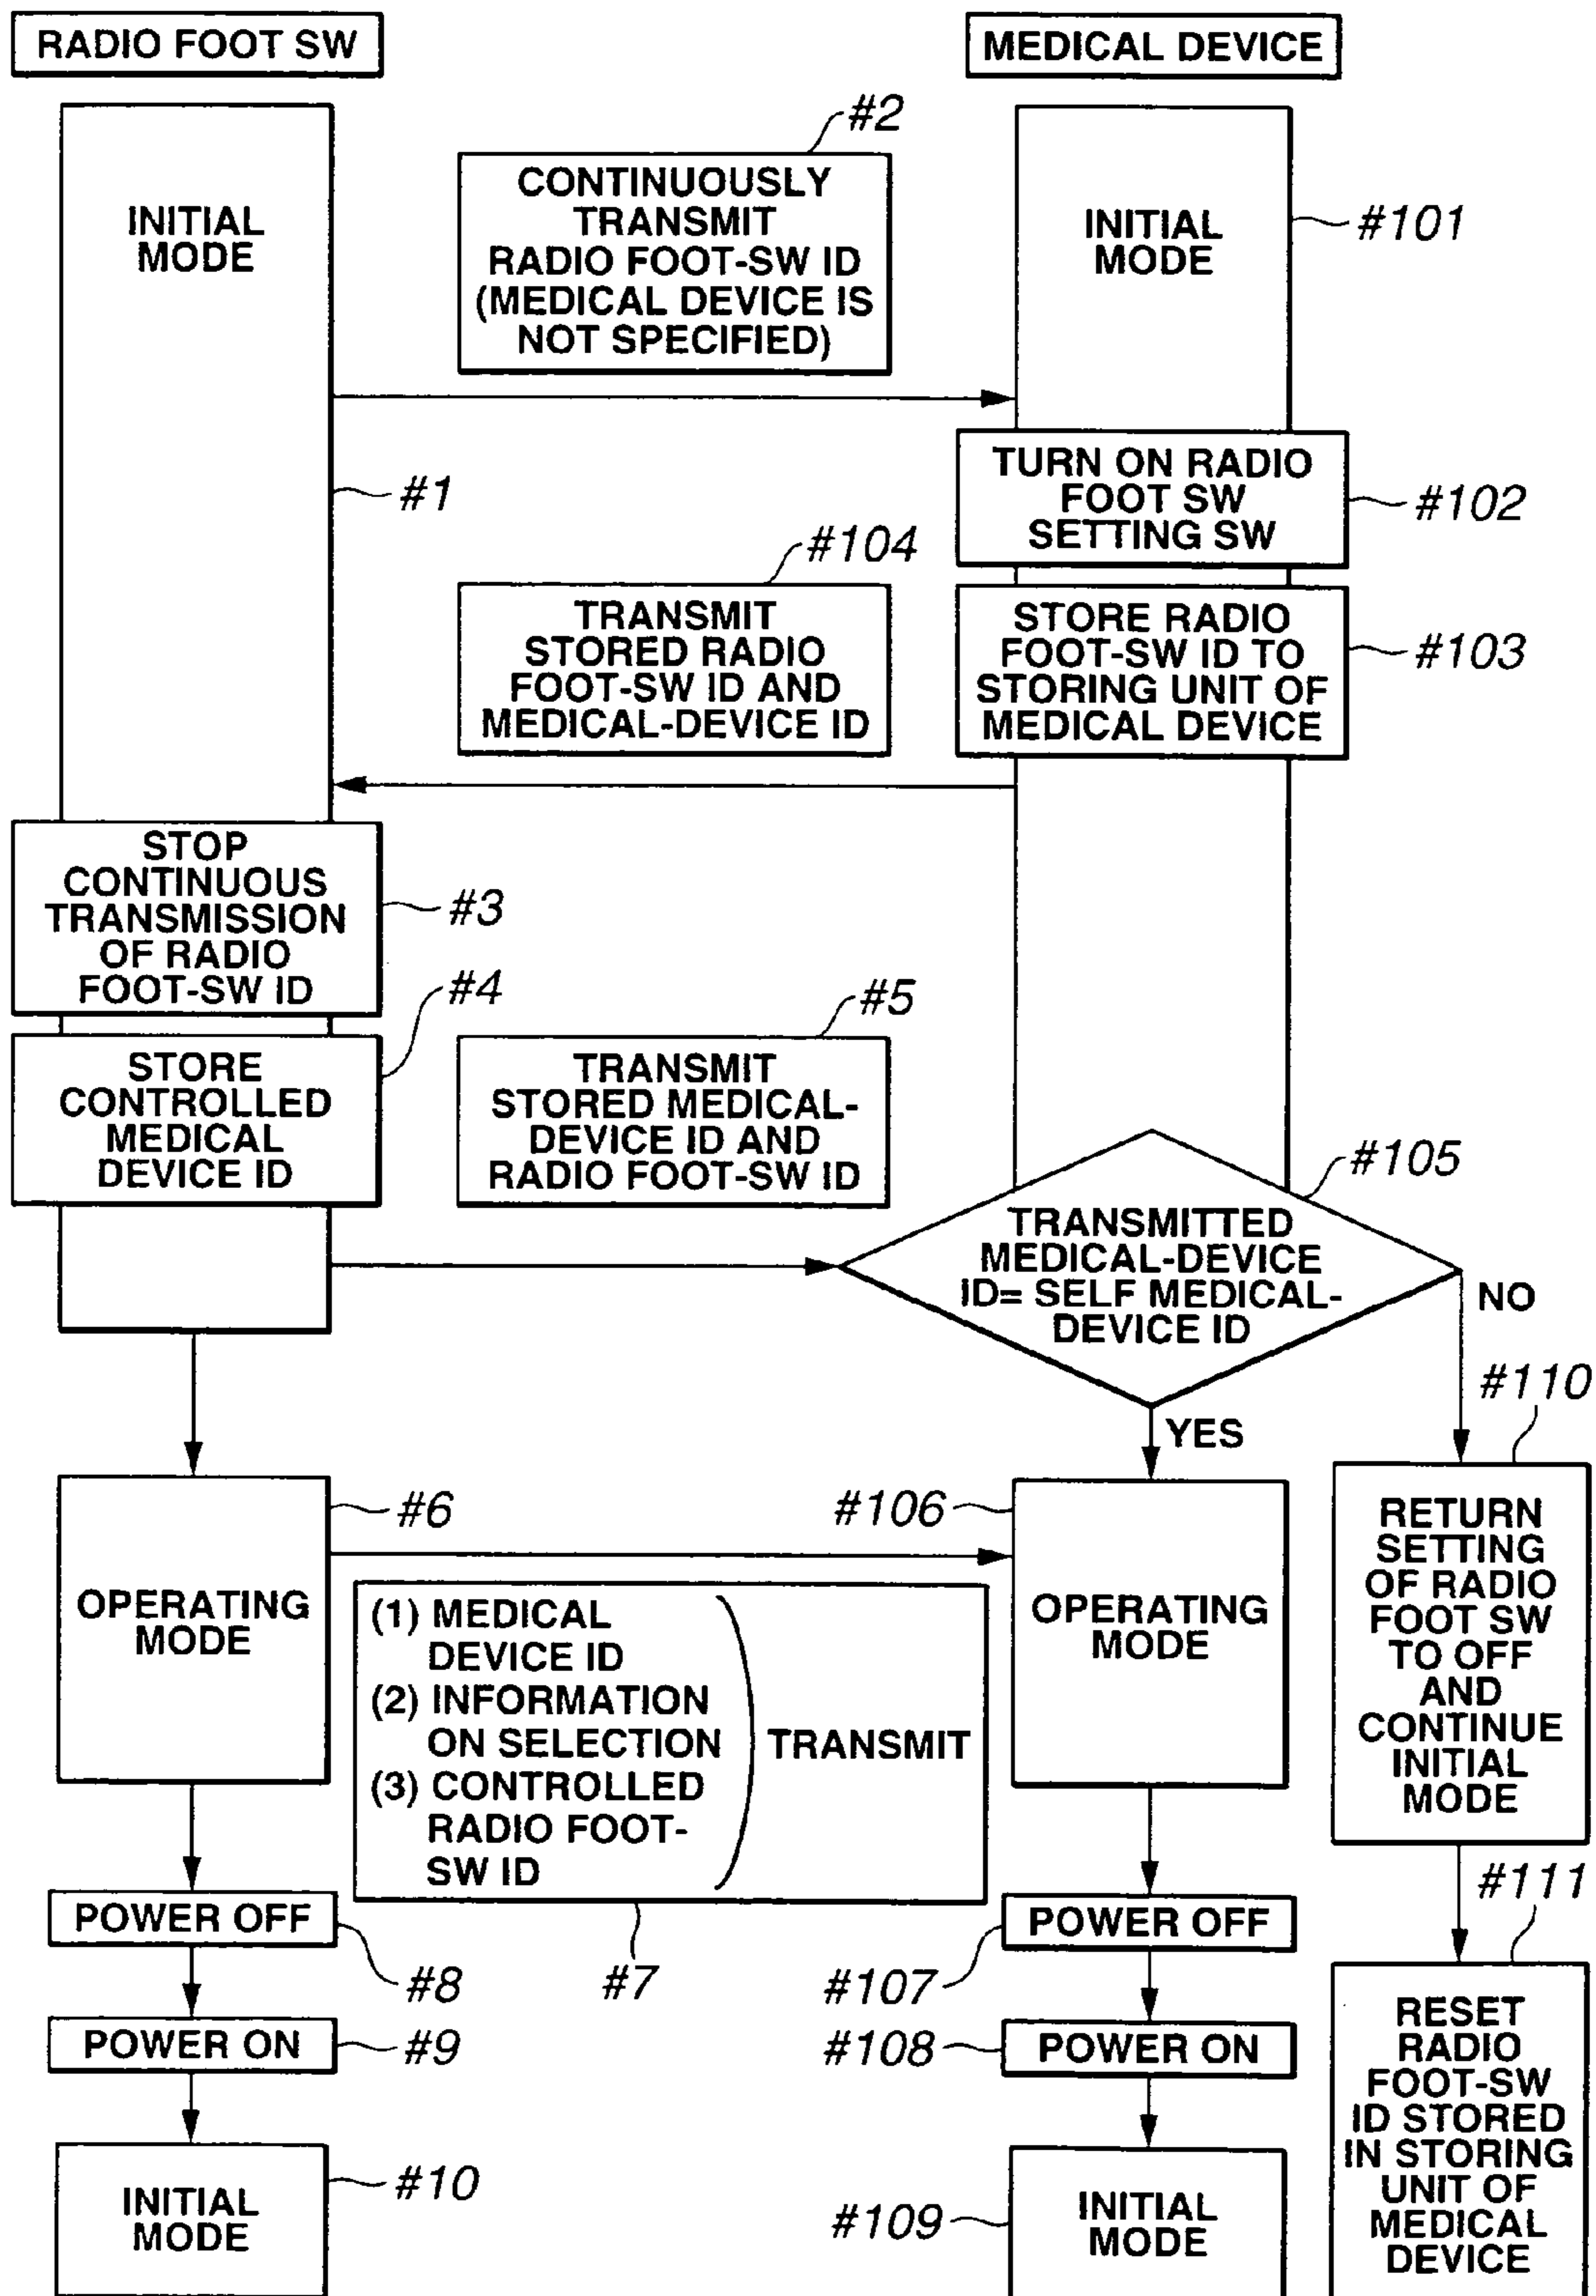 RADIO FOOT SW
MEDICAL DEVICE
INITIAL
MODE
#2
CONTINUOUSLY
TRANSMIT
RADIO FOOT-SW ID
(MEDICAL DEVICE IS
NOT SPECIFIED)
INITIAL
MODE
#101
#1
TURN ON RADIO
FOOT SW
SETTING SW
#102
#104
TRANSMIT
STORED RADIO
FOOT-SW ID AND
MEDICAL-DEVICE ID
STORE RADIO
FOOT-SW ID TO
STORING UNIT OF
MEDICAL DEVICE
#103
STOP
CONTINUOUS
TRANSMISSION
OF RADIO
FOOT-SW ID
#3
#4
STORE
CONTROLLED
MEDICAL
DEVICE ID
#5
TRANSMIT
STORED MEDICAL-
DEVICE ID AND
RADIO FOOT-SW ID
#105
TRANSMITTED
MEDICAL-DEVICE
ID= SELF MEDICAL-
DEVICE ID
NO
YES
#110
#6
OPERATING
MODE
#106
OPERATING
MODE
RETURN
SETTING
OF RADIO
FOOT SW
TO OFF
AND
CONTINUE
INITIAL
MODE
(1) MEDICAL
DEVICE ID
(2) INFORMATION
ON SELECTION
(3) CONTROLLED
RADIO FOOT-
SW ID
TRANSMIT
#7
POWER OFF
#8
POWER OFF
#107
#111
POWER ON
#9
POWER ON
#108
RESET
RADIO
FOOT-SW
ID STORED
IN STORING
UNIT OF
MEDICAL
DEVICE
INITIAL
MODE
#10
INITIAL
MODE
#109